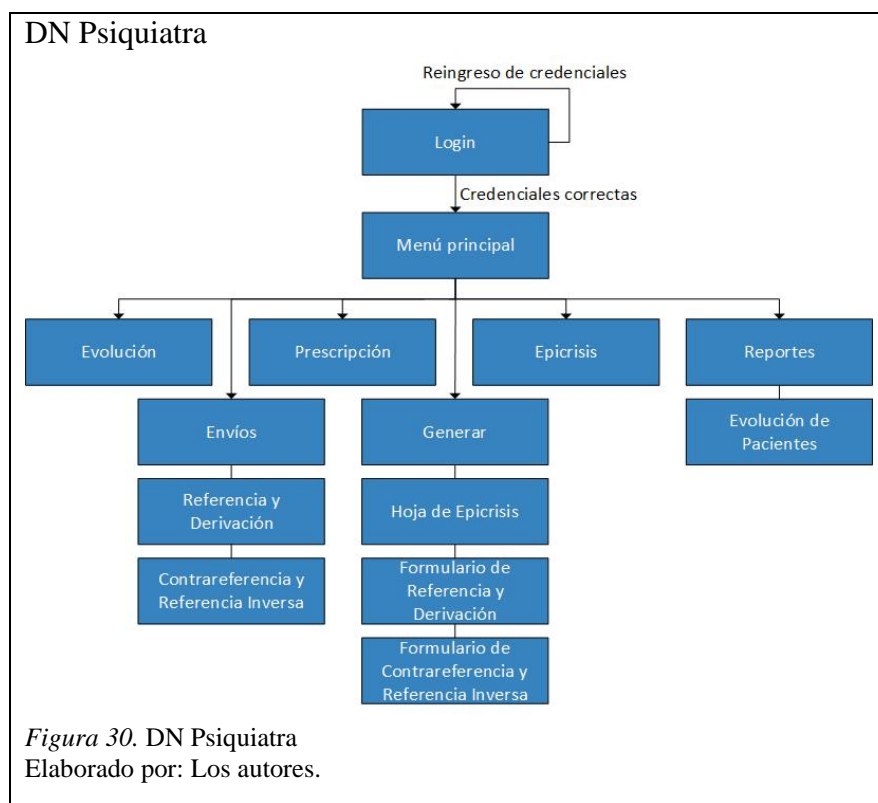 DN Psiquiatra
Reingreso de credenciales
Login
Credenciales correctas
Menú principal
Evolución
Prescripción
Epicrisis
Reportes
Envíos
Generar
Evolución de
Pacientes
Referencia y
Derivación
Hoja de Epicrisis
Contrareferencia y
Referencia Inversa
Formulario de
Referencia y
Derivación
Formulario de
Contrareferencia y
Referencia Inversa
Figura 30. DN Psiquiatra
Elaborado por: Los autores.